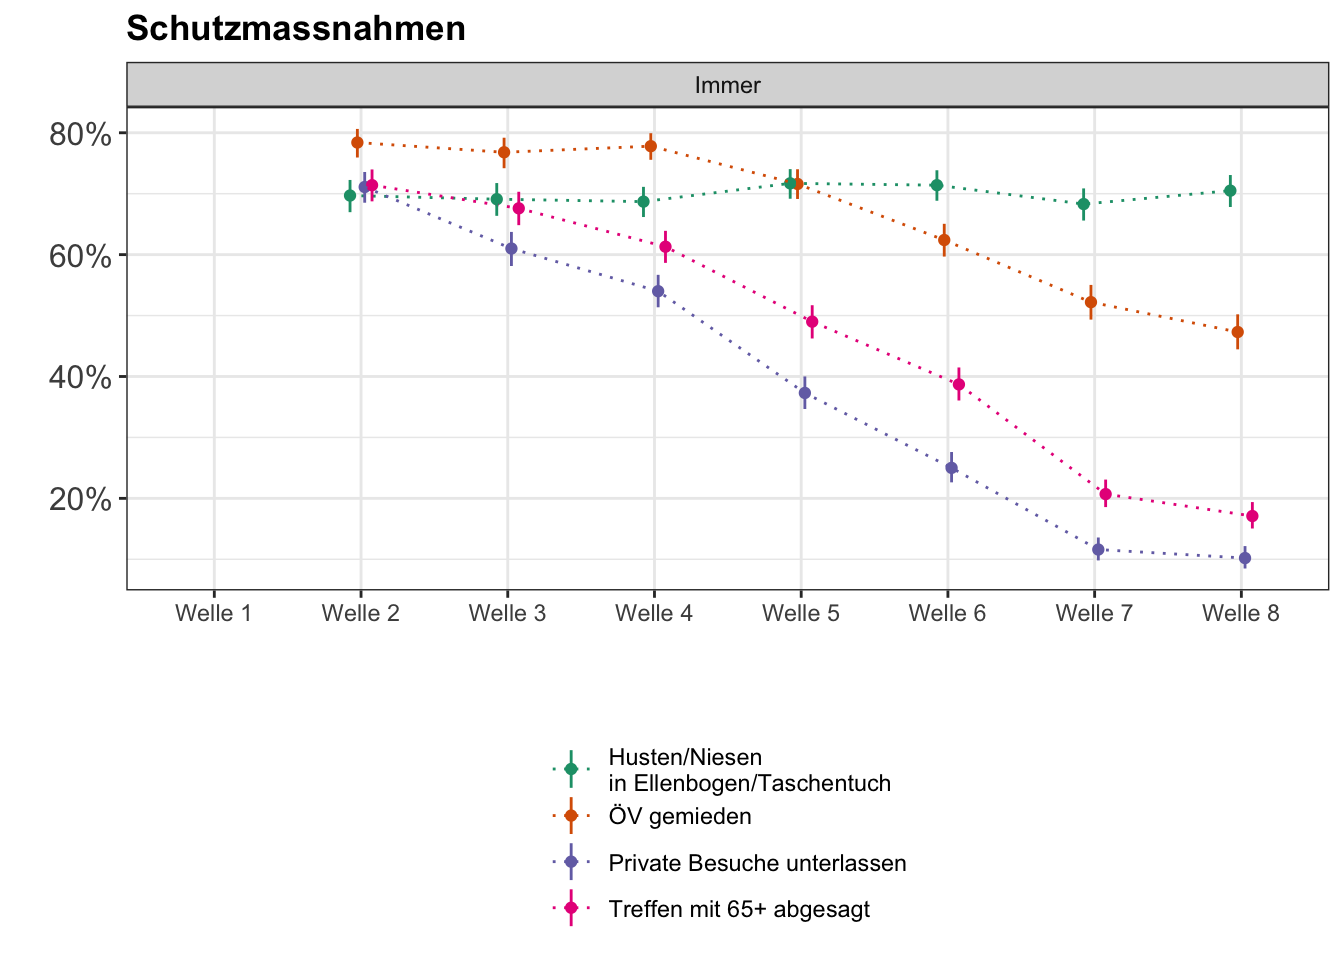 Schutzmassnahmen
Immer
80%
60%
40%
20%
Welle 1 Welle 2 Welle 3 Welle 4 Welle 5 Welle 6 Welle 7 Welle 8
Husten/Niesen
in Ellenbogen/Taschentuch
ÖV gemieden
Private Besuche unterlassen
Treffen mit 65+ abgesagt